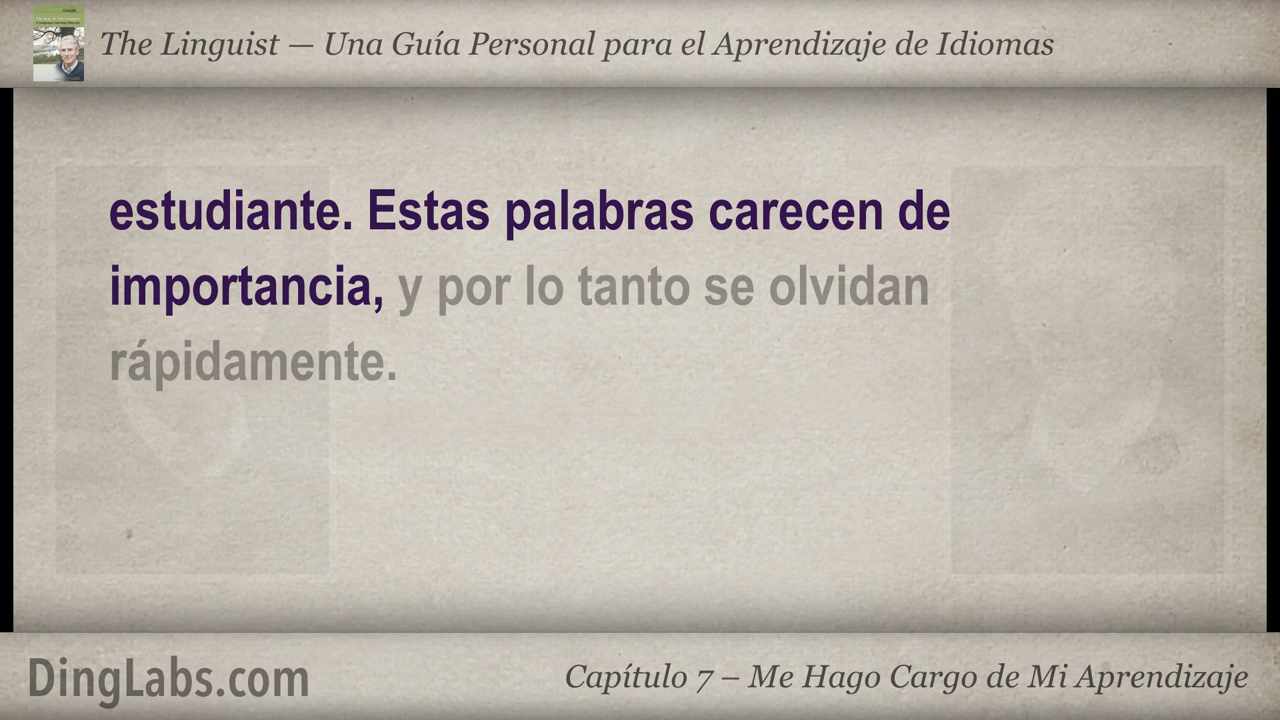 The Linguist — Una Guía Personal para el Aprendizaje de Idiomas
estudiante. Estas palabras carecen de
importancia, y por lo tanto se olvidan
rápidamente.
DingLabs.com
Capítulo 7 – Me Hago Cargo de Mi Aprendizaje